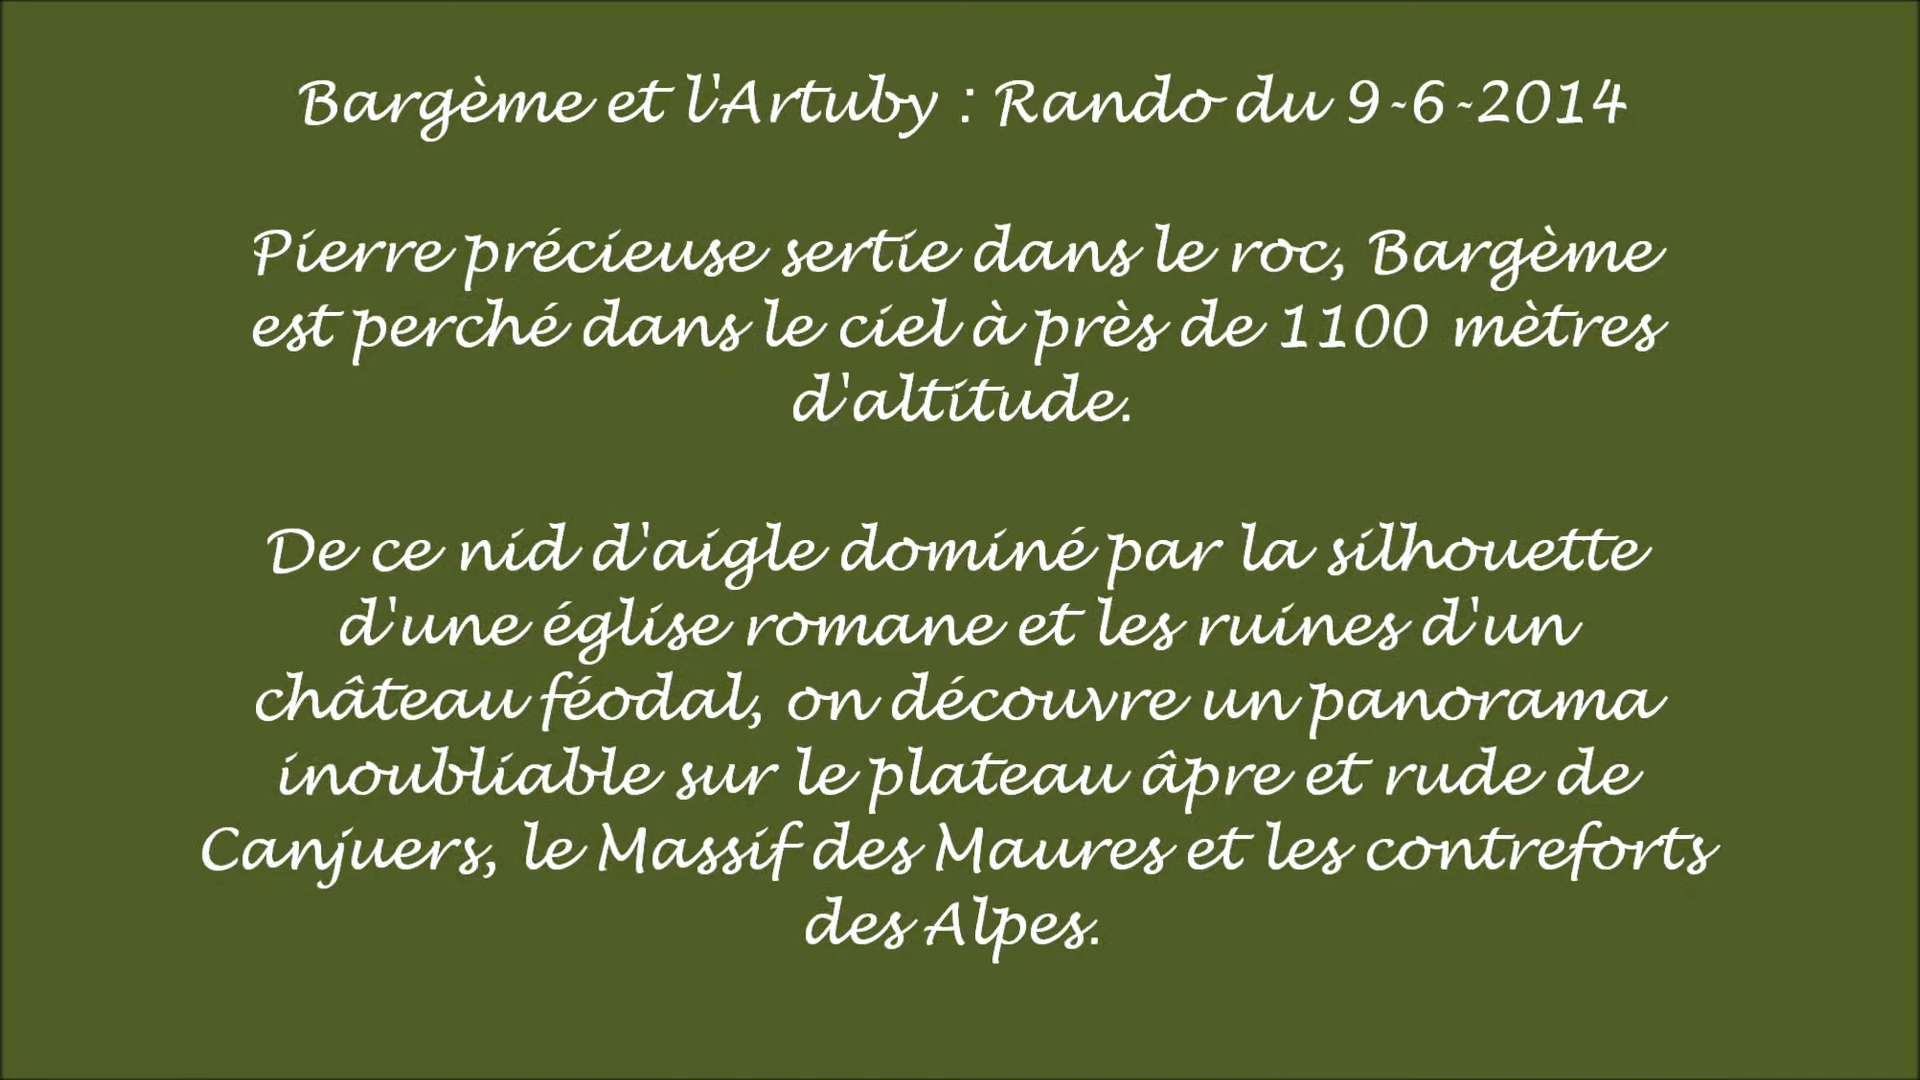 Bargème et l'Artuby : Rando du 9-6-2014
Pierre précieuse sertie dans le roc, Bargème
est perché dans le ciel à près de 1100 mètres
d'altitude.
De ce nid d'aigle dominé par la silhouette
d'une église romane et les ruines d'un
château féodal, on découvre un panorama
inoubliable sur le plateau âpre et rude de
Canjuers, le Massif des Maures et les contreforts
des Alpes.